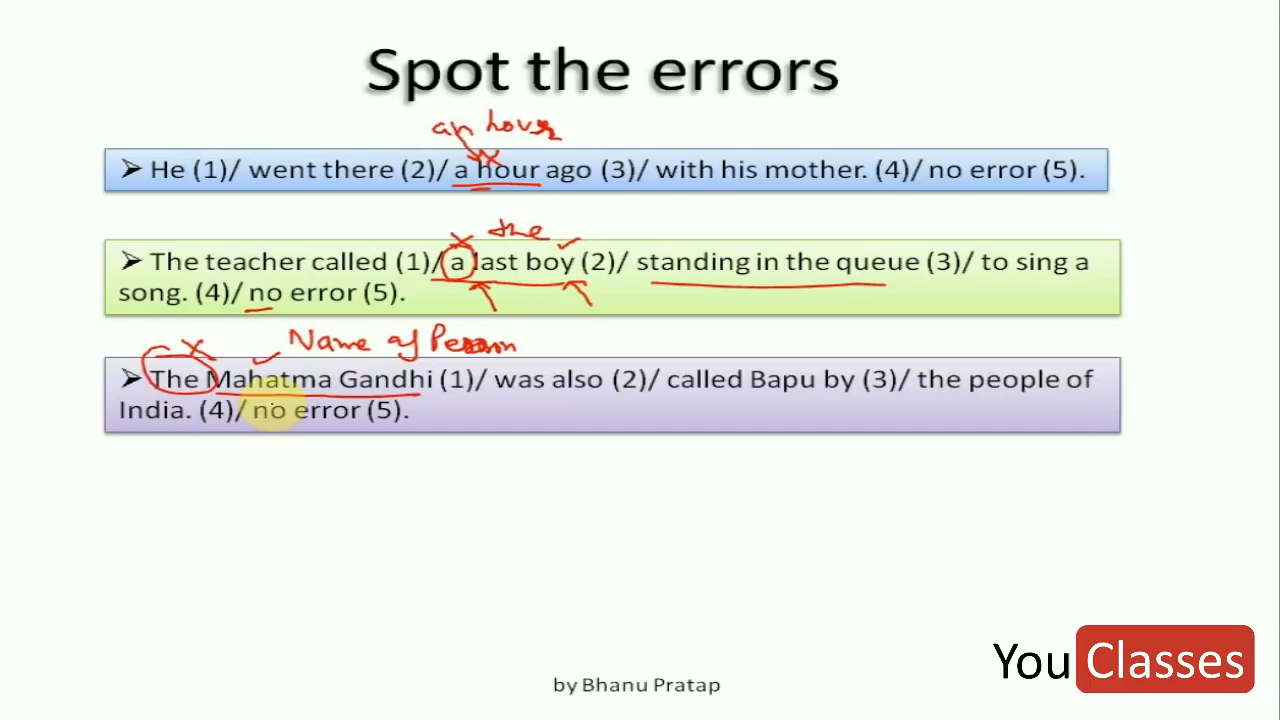 Spot the errors
an hour
➢ He (1)/ went there (2)/ a hour ago (3)/ with his mother. (4)/ no error (5).
the
➢ The teacher called (1)/ a last boy (2)/ standing in the queue (3)/ to sing a
song. (4)/ no error (5).
Name of Person
➢ The Mahatma Gandhi (1)/ was also (2)/ called Bapu by (3)/ the people of
India. (4)/ no error (5).
You Classes
by Bhanu Pratap